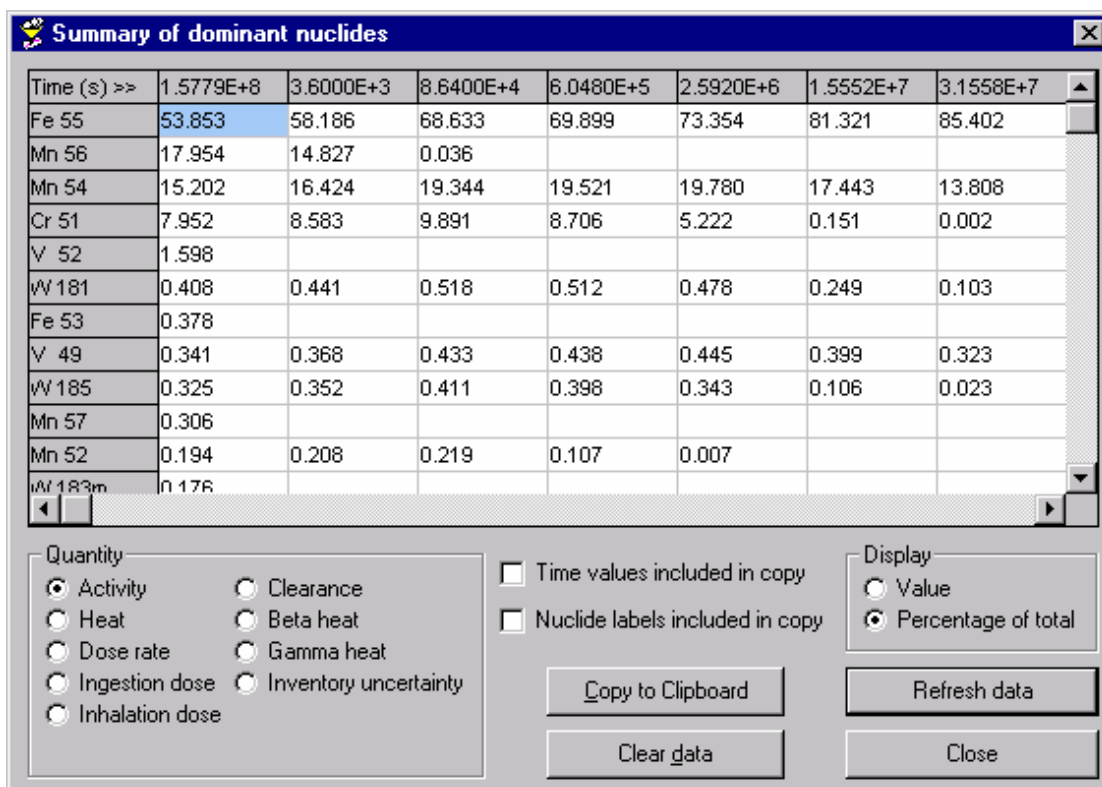 Summary of dominant nuclides
Time (s) >> 1.5779E+8 3.6000E+3 8.6400E+4 6.0480E+5 2.5920E+6 1.5552E+7 3.1558E+7
Fe 55 53.853 58.186 68.633 69.899 73.354 81.321 85.402
Mn 56 17.954 14.827 0.036
Mn 54 15.202 16.424 19.344 19.521 19.780 17.443 13.808
Cr 51 7.952 8.583 9.891 8.706 5.222 0.151 0.002
V 52 1.598
W 181 0.408 0.441 0.518 0.512 0.478 0.249 0.103
Fe 53 0.378
V 49 0.341 0.368 0.433 0.438 0.445 0.399 0.323
W 185 0.325 0.352 0.411 0.398 0.343 0.106 0.023
Mn 57 0.306
Mn 52 0.194 0.208 0.219 0.107 0.007
W 183m 0.176
Quantity
Activity
Heat
Dose rate
Ingestion dose
Inhalation dose
Clearance
Beta heat
Gamma heat
Inventory uncertainty
Time values included in copy
Nuclide labels included in copy
Copy to Clipboard
Clear data
Display
Value
Percentage of total
Refresh data
Close